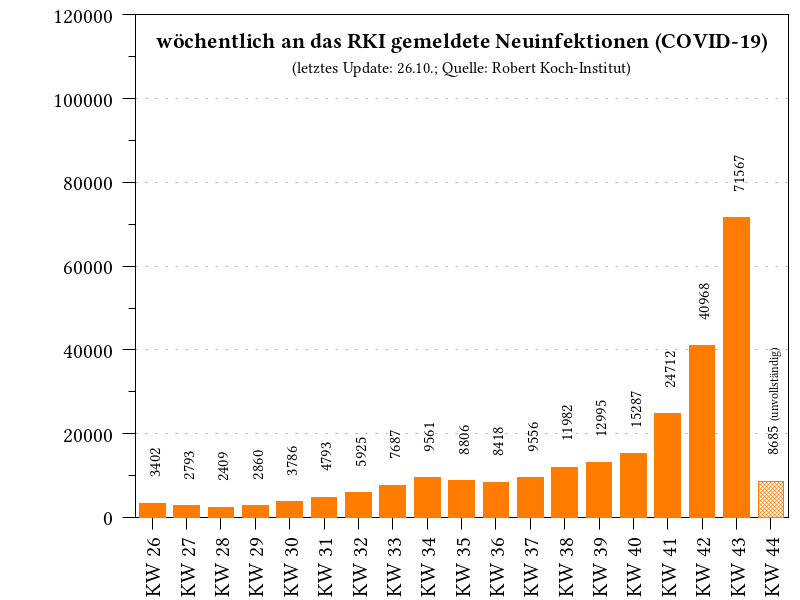 wöchentlich an das RKI gemeldete Neuinfektionen (COVID-19)
(letztes Update: 26.10.; Quelle: Robert Koch-Institut)
120000
100000
80000
60000
40000
20000
0
3402
2793
2409
2860
3786
4793
5925
7687
9561
8806
8418
9556
11982
12995
15287
24712
40968
71567
8685 (unvollständig)
KW 26
KW 27
KW 28
KW 29
KW 30
KW 31
KW 32
KW 33
KW 34
KW 35
KW 36
KW 37
KW 38
KW 39
KW 40
KW 41
KW 42
KW 43
KW 44